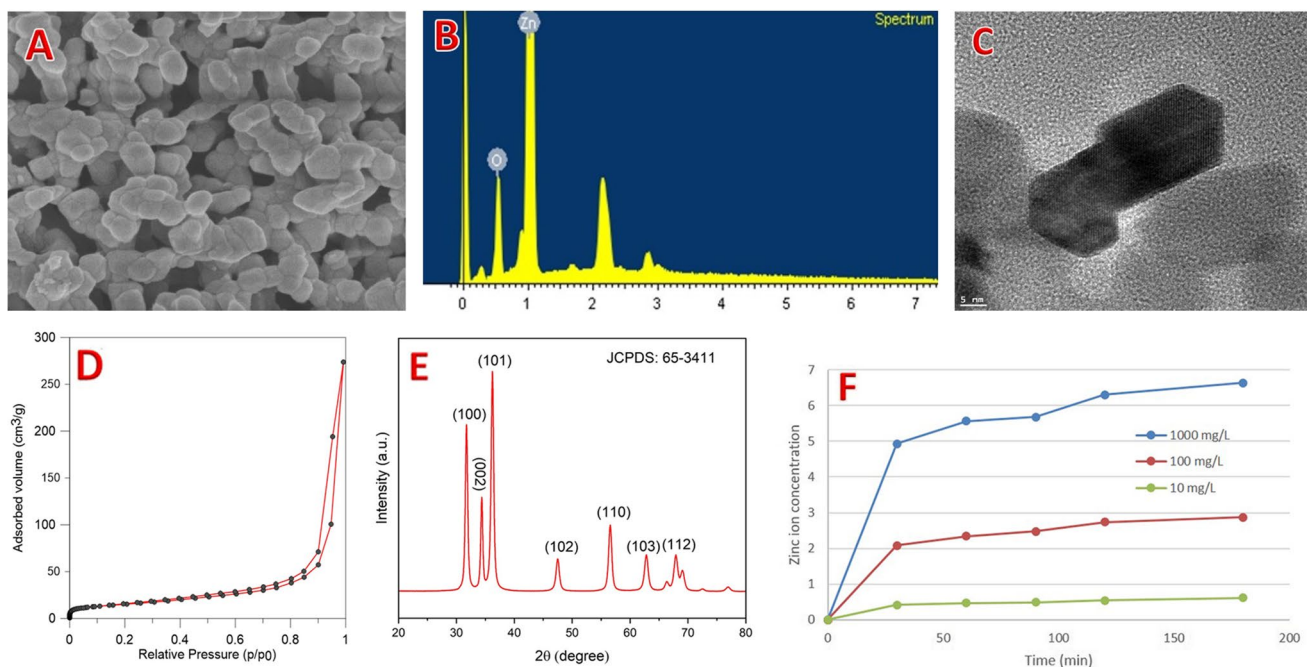 A
B
Spectrum
Zn
O
0 1 2 3 4 5 6 7
C
5 nm
D
300
250
200
150
100
50
0
Adsorbed volume (cm3/g)
0 0.2 0.4 0.6 0.8 1
Relative Pressure (p/p0)
E
JCPDS: 65-3411
(100)
(002)
(101)
(102)
(110)
(103)
(112)
Intensity (a.u.)
20 30 40 50 60 70 80
2θ (degree)
F
7
6
5
4
3
2
1
0
Zinc ion concentration
1000 mg/L
100 mg/L
10 mg/L
0 50 100 150 200
Time (min)